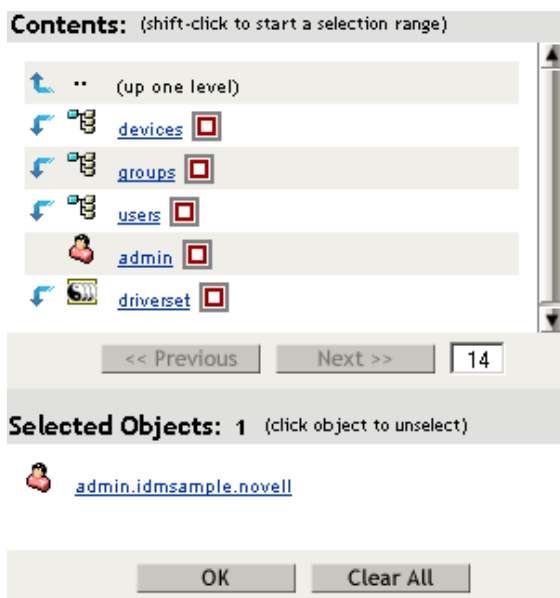 Contents: (shift-click to start a selection range)
.. (up one level)
devices
groups
users
admin
driverset
<< Previous Next >> 14
Selected Objects: 1 (click object to unselect)
admin.idmsample.novell
OK Clear All